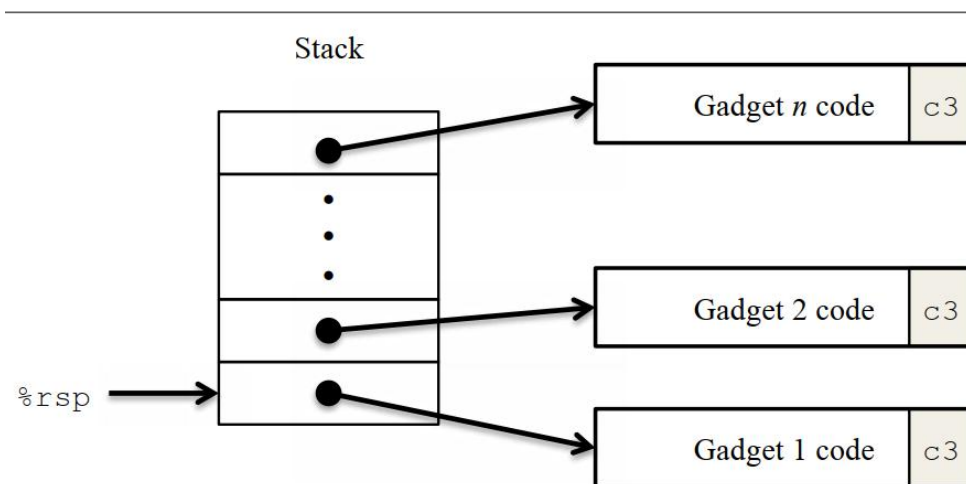 Stack
Gadget n code c3
Gadget 2 code c3
%rsp
Gadget 1 code c3